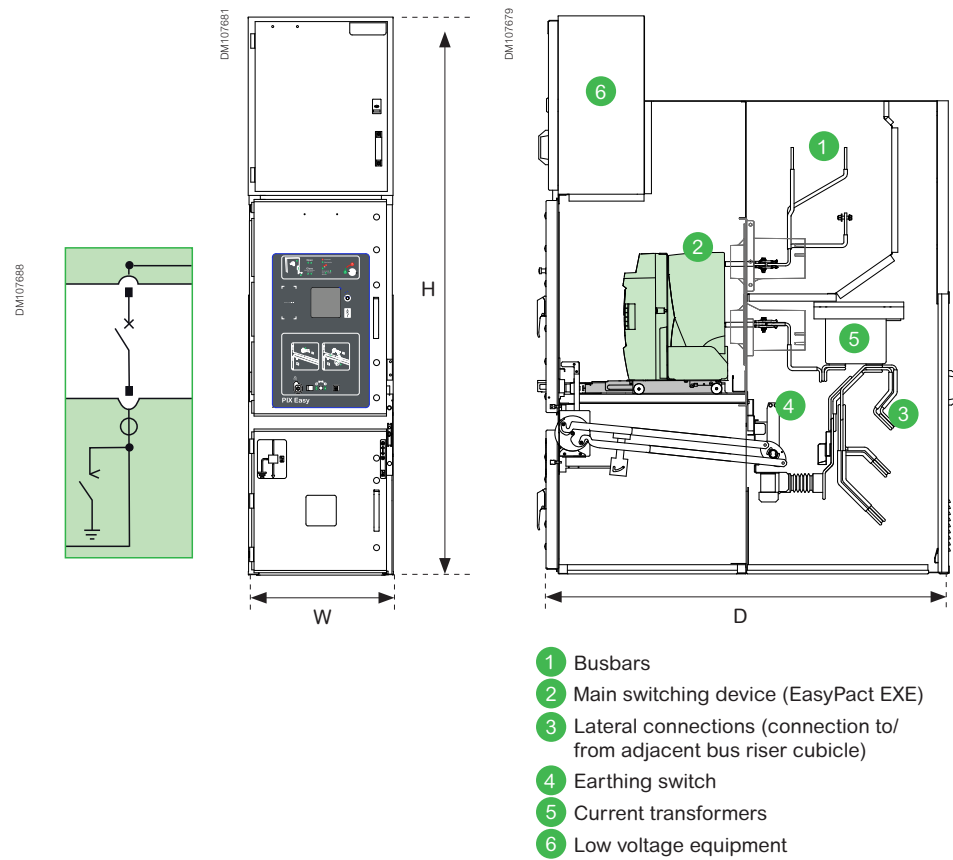 DM107681
DM107679
DM107688
H
PIX Easy
W
D
6
1
2
5
4
3
1 Busbars
2 Main switching device (EasyPact EXE)
3 Lateral connections (connection to/
from adjacent bus riser cubicle)
4 Earthing switch
5 Current transformers
6 Low voltage equipment